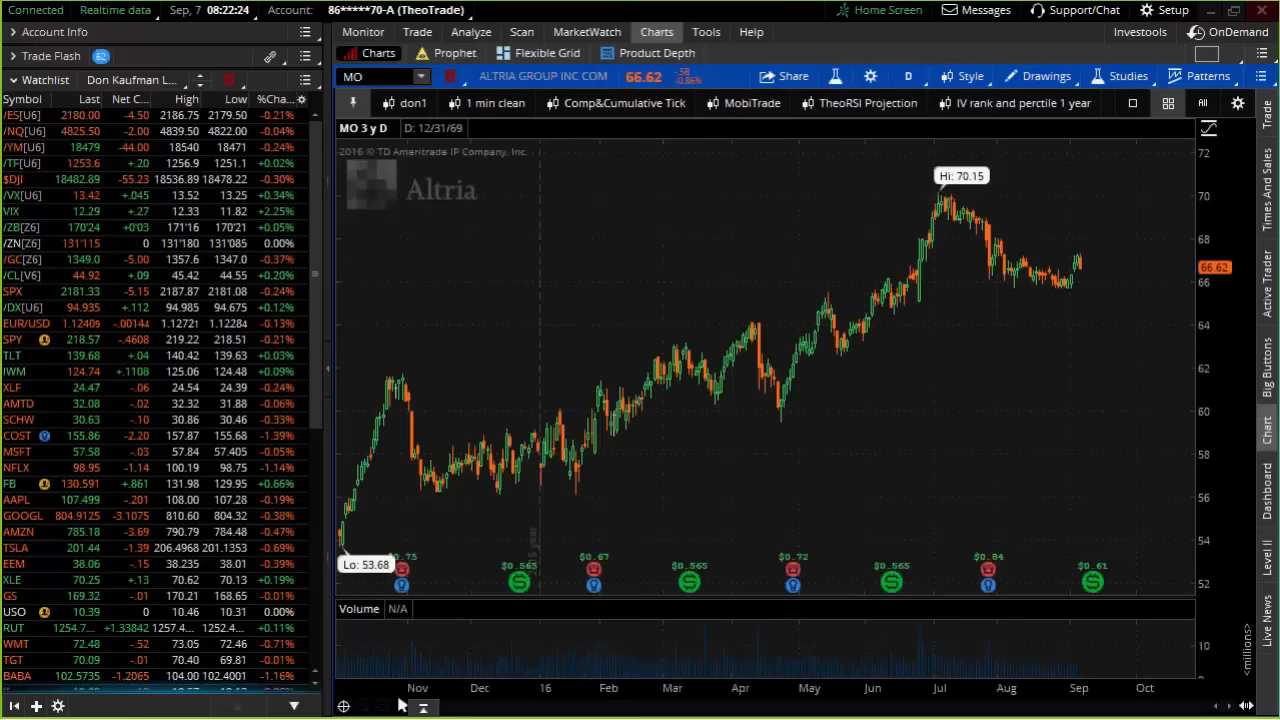 Connected Realtime data Sep, 7 08:22:24 Account: 86*****70-A (TheoTrade) Home Screen Messages Support/Chat Setup
Account Info
Trade Flash
Watchlist Don Kaufman L...
Symbol Last Net C... High Low %Cha...
/ES[U6] 2180.00 -4.50 2186.75 2179.50 -0.21%
/NQ[U6] 4825.50 -2.00 4839.50 4822.00 -0.04%
/YM[U6] 18479 -44.00 18540 18471 -0.24%
/TF[U6] 1253.6 +.20 1256.9 1251.1 +0.02%
$DJI 18482.89 -55.23 18536.89 18478.22 -0.30%
/VX[U6] 13.42 +.045 13.52 13.25 +0.34%
VIX 12.29 +.27 12.33 11.82 +2.25%
/ZB[Z6] 170'24 +0'03 171'16 170'21 +0.05%
/ZN[Z6] 131'115 0 131'180 131'085 0.00%
/GC[Z6] 1349.0 -5.00 1357.6 1347.0 -0.37%
/CL[V6] 44.92 +.09 45.42 44.55 +0.20%
SPX 2181.33 -5.15 2187.87 2181.08 -0.24%
/DX[U6] 94.935 +.112 94.975 94.675 +0.12%
EUR/USD 1.12409 -.00144 1.12721 1.12284 -0.13%
SPY 218.57 -.4608 219.22 218.51 -0.21%
TLT 139.68 +.04 140.42 139.63 +0.03%
IWM 124.74 +.1108 125.06 124.48 +0.09%
XLF 24.47 -.06 24.54 24.39 -0.24%
AMTD 32.08 -.02 32.32 31.88 -0.06%
SCHW 30.63 -.10 30.86 30.46 -0.33%
COST 155.86 -2.20 157.87 155.68 -1.39%
MSFT 57.58 -.03 57.84 57.405 -0.05%
NFLX 98.95 -1.14 100.19 98.75 -1.14%
FB 130.591 +.861 131.98 129.95 +0.66%
AAPL 107.499 -.201 108.00 107.28 -0.19%
GOOGL 804.9125 -3.1075 810.60 804.32 -0.38%
AMZN 785.18 -3.69 790.79 784.48 -0.47%
TSLA 201.44 -1.39 206.4968 201.1353 -0.69%
EEM 38.06 -.15 38.235 38.01 -0.39%
XLE 70.25 +.13 70.62 70.10 +0.19%
GS 169.32 -.01 170.21 168.65 -0.01%
USO 10.39 0 10.46 10.31 0.00%
RUT 1254.7... +1.33842 1257.4... 1252.4... +0.11%
WMT 72.48 -.52 73.05 72.46 -0.71%
TGT 70.09 -.01 70.40 69.81 -0.01%
BABA 102.5735 -1.2065 104.00 102.4001 -1.16%
Monitor Trade Analyze Scan MarketWatch Charts Tools Help Investools OnDemand
Charts Prophet Flexible Grid Product Depth
MO ALTRIA GROUP INC COM 66.62 -.58 -0.86% Share D Style Drawings Studies Patterns
don1 1 min clean Comp&Cumulative Tick MobiTrade TheoRSI Projection IV rank and perctile 1 year All
MO 3 y D D: 12/31/69
2016 © TD Ameritrade IP Company, Inc.
Altria
Hi: 70.15
72
70
68
66.62
66
64
62
60
58
56
54
52
Lo: 53.68
$0.75 $0.565 $0.67 $0.565 $0.72 $0.565 $0.84 $0.61
Volume N/A
10
<millions>
Nov Dec 16 Feb Mar Apr May Jun Jul Aug Sep Oct
Trade
Times And Sales
Active Trader
Big Buttons
Chart
Dashboard
Level II
Live News